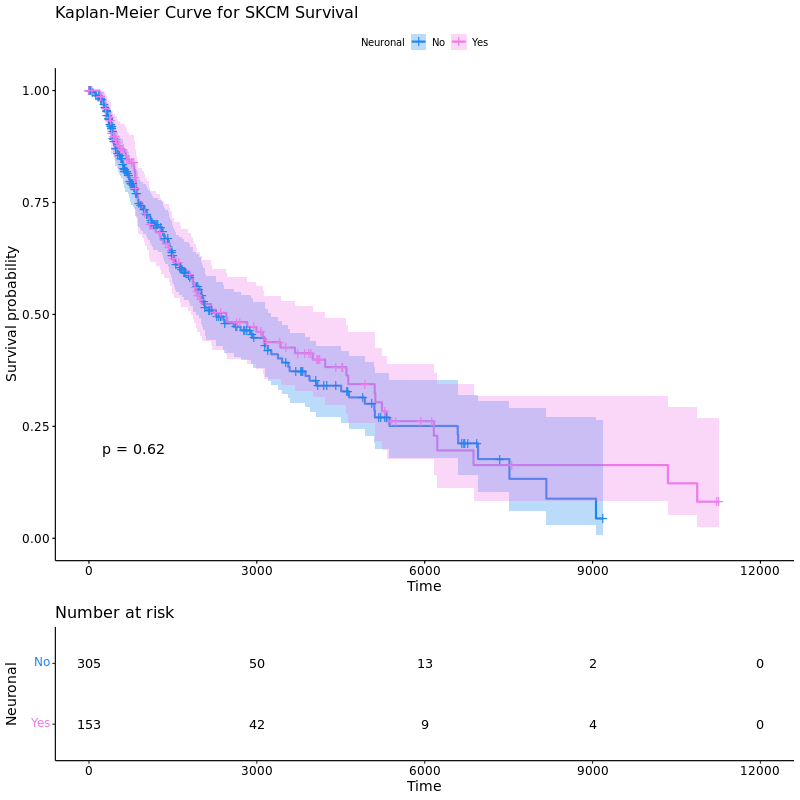 Kaplan-Meier Curve for SKCM Survival
Neuronal No Yes
Survival probability
1.00
0.75
0.50
0.25
0.00
p = 0.62
0 3000 6000 9000 12000
Time
Number at risk
Neuronal
No 305 50 13 2 0
Yes 153 42 9 4 0
0 3000 6000 9000 12000
Time